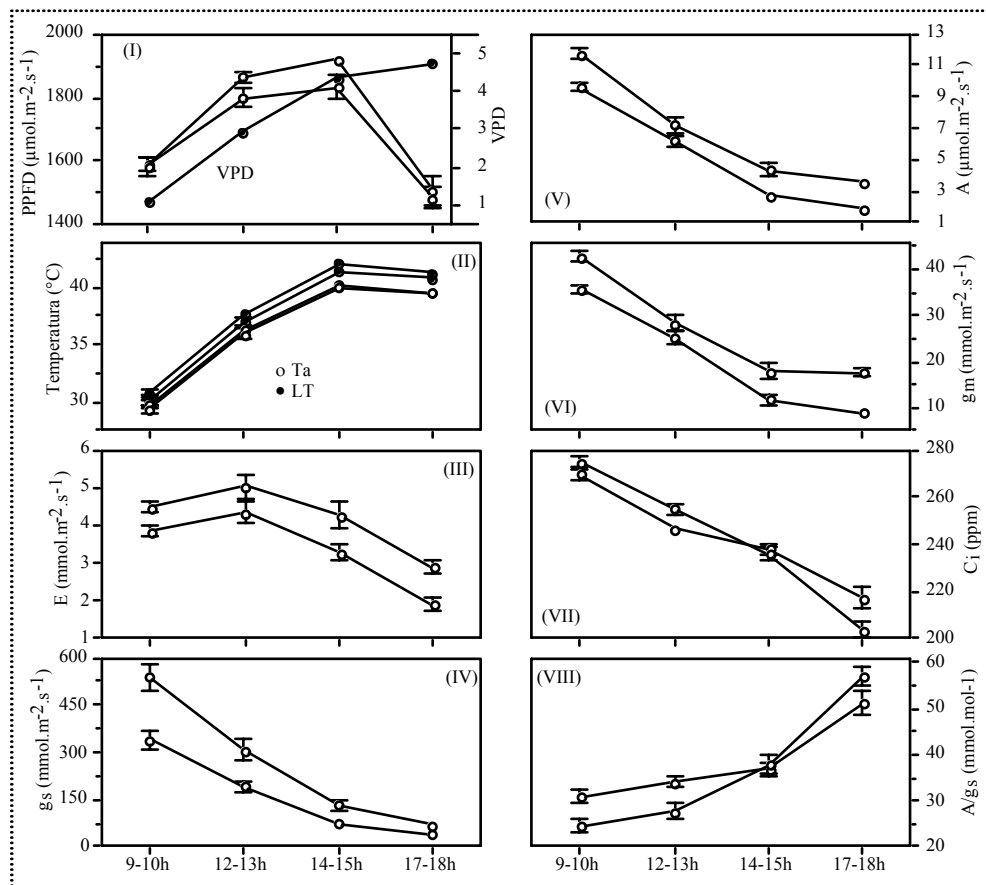 (I)
PPFD (µmol.m-2.s-1)
2000
1800
1600
1400
VPD
5
4
3
2
1
VPD
(II)
Temperatura (°C)
40
35
30
Ta
LT
(III)
E (mmol.m-2.s-1)
6
5
4
3
2
1
(IV)
gs (mmol.m-2.s-1)
600
450
300
150
0
9-10h
12-13h
14-15h
17-18h
(V)
13
11
9
7
5
3
1
A
(µmol.m-2.s-1)
(VI)
40
30
20
10
gm (mmol.m-2.s-1)
(VII)
280
260
240
220
200
Ci (ppm)
(VIII)
60
50
40
30
20
A/gs (mmol.mol-1)
9-10h
12-13h
14-15h
17-18h